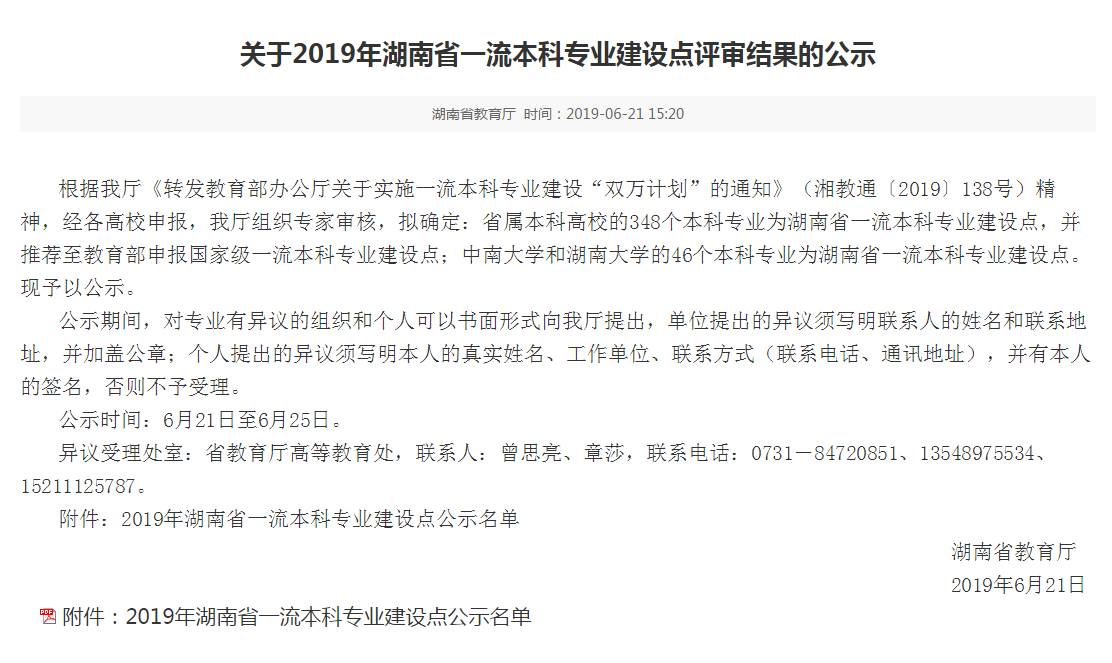 关于2019年湖南省一流本科专业建设点评审结果的公示
湖南省教育厅 时间：2019-06-21 15:20
根据我厅《转发教育部办公厅关于实施一流本科专业建设“双万计划”的通知》（湘教通〔2019〕138号）精
神，经各高校申报，我厅组织专家审核，拟确定：省属本科高校的348个本科专业为湖南省一流本科专业建设点，并
推荐至教育部申报国家级一流本科专业建设点；中南大学和湖南大学的46个本科专业为湖南省一流本科专业建设点。
现予以公示。
公示期间，对专业有异议的组织和个人可以书面形式向我厅提出，单位提出的异议须写明联系人的姓名和联系地
址，并加盖公章；个人提出的异议须写明本人的真实姓名、工作单位、联系方式（联系电话、通讯地址），并有本人
的签名，否则不予受理。
公示时间：6月21日至6月25日。
异议受理处室：省教育厅高等教育处，联系人：曾思亮、章莎，联系电话：0731－84720851、13548975534、
15211125787。
附件：2019年湖南省一流本科专业建设点公示名单
湖南省教育厅
2019年6月21日
附件：2019年湖南省一流本科专业建设点公示名单